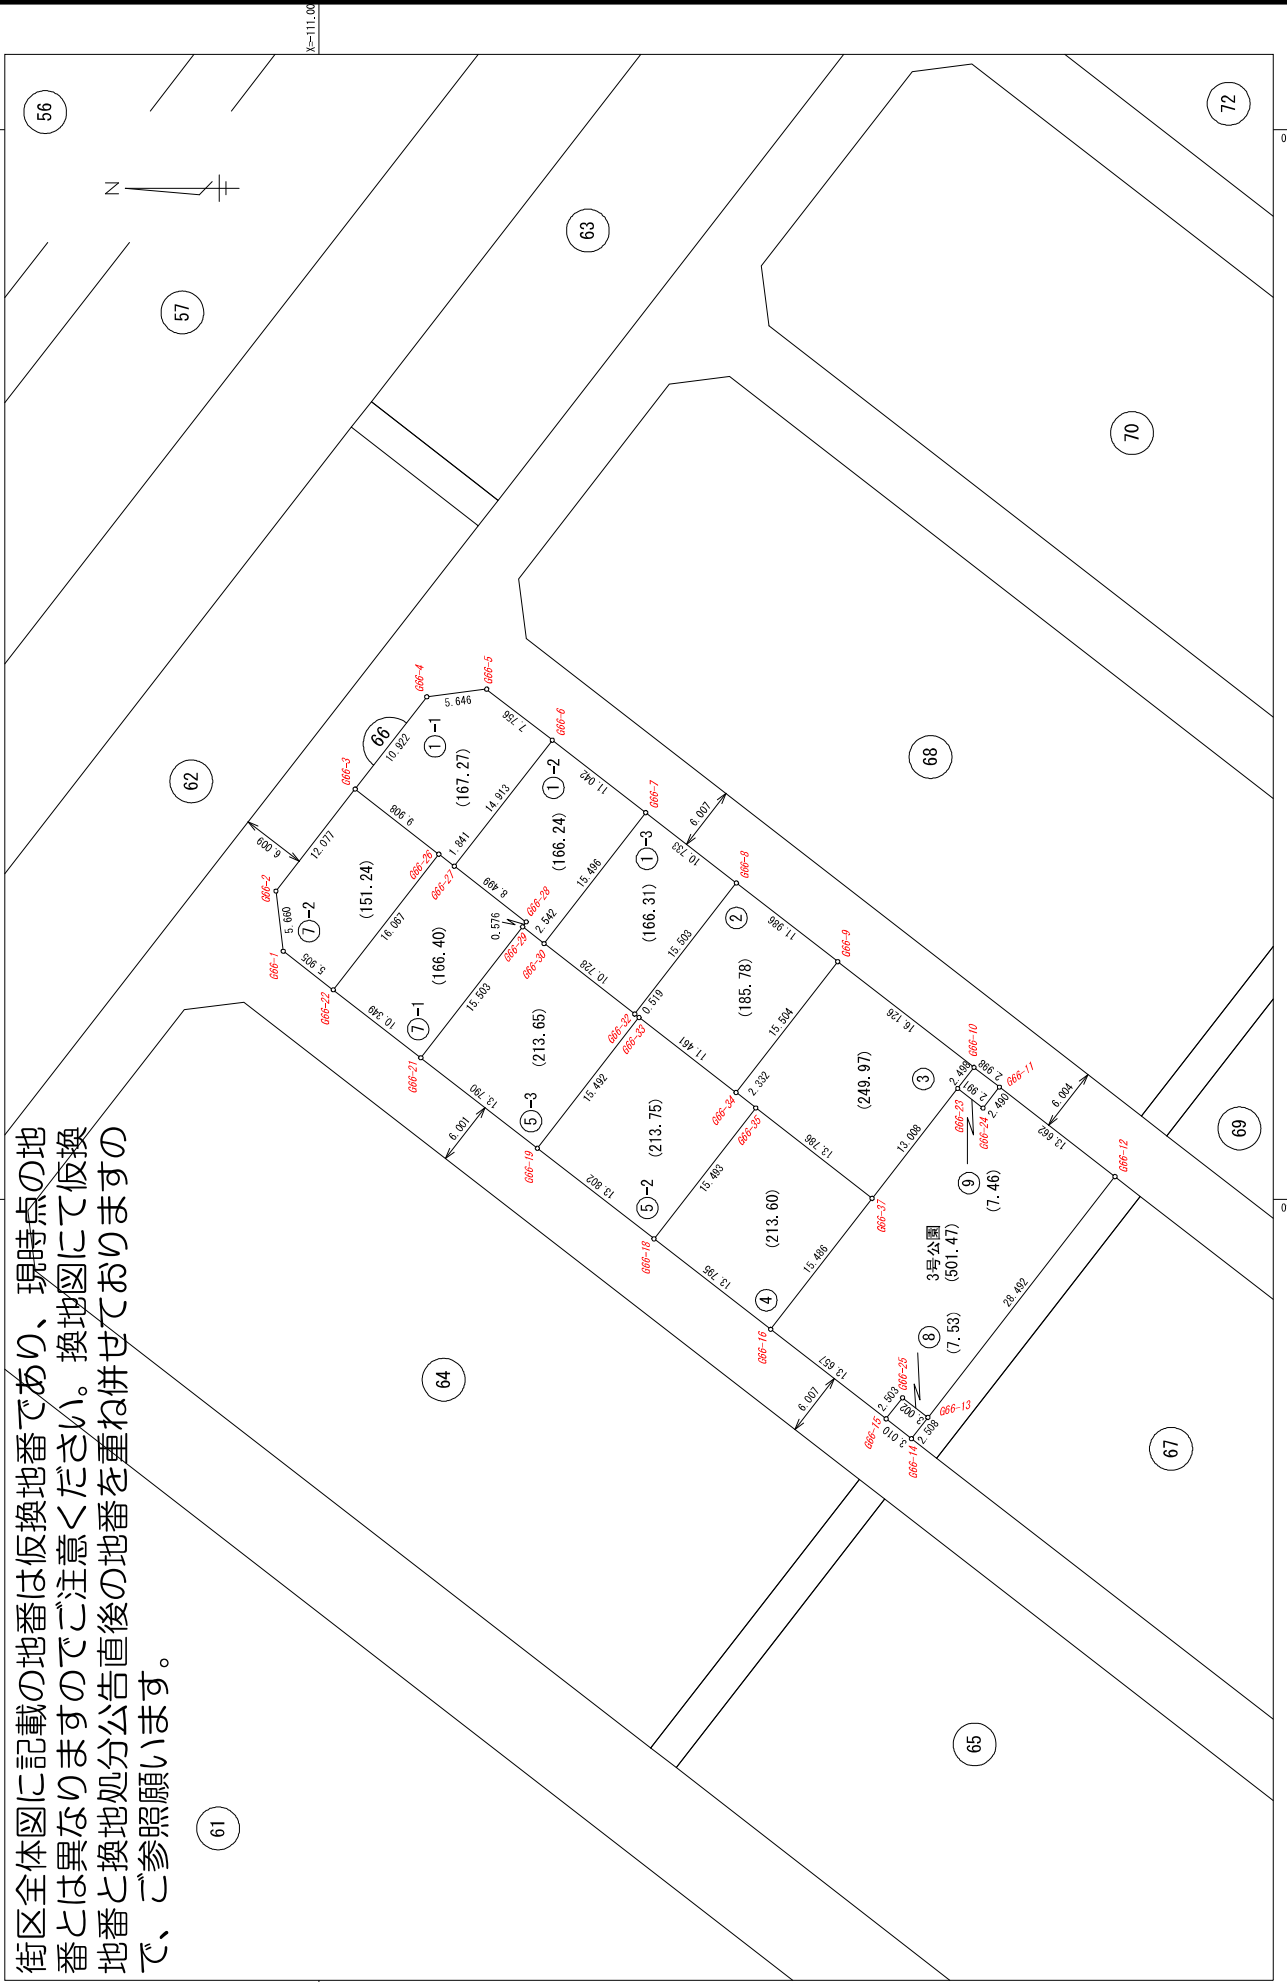 街区全体図に記載の地番は仮換地番であり、現時点の地
番とは異なりますのでご注意ください。換地図にて仮換
地番と換地処分公告直後の地番を重ね併せておりますの
で、ご参照願います。
X=-111.00
N
56
57
72
63
70
62
68
69
64
67
65
61
66
G66-1
G66-2
G66-3
G66-4
G66-5
G66-6
G66-7
G66-8
G66-9
G66-10
G66-11
G66-12
G66-13
G66-14
G66-15
G66-16
G66-18
G66-19
G66-21
G66-22
G66-23
G66-24
G66-25
G66-26
G66-27
G66-28
G66-29
G66-30
G66-32
G66-33
G66-34
G66-35
G66-37
①-1
(167.27)
①-2
(166.24)
①-3
(166.31)
②
(185.78)
③
(249.97)
④
(213.60)
⑤-2
(213.75)
⑤-3
(213.65)
⑦-1
(166.40)
⑦-2
(151.24)
⑧
(7.53)
⑨
(7.46)
3号公園
(501.47)
5.660
12.077
10.922
5.646
7.756
11.042
10.733
11.986
16.126
2.998
13.662
28.492
2.508
3.010
13.657
13.795
13.802
13.790
10.349
5.905
6.009
9.908
1.841
14.913
16.067
8.499
0.576
2.542
15.496
15.503
10.728
15.503
0.519
15.492
11.461
15.504
2.332
15.493
13.786
13.008
15.486
2.498
2.991
2.490
2.503
3.002
6.007
6.004
6.001
6.007
0
0